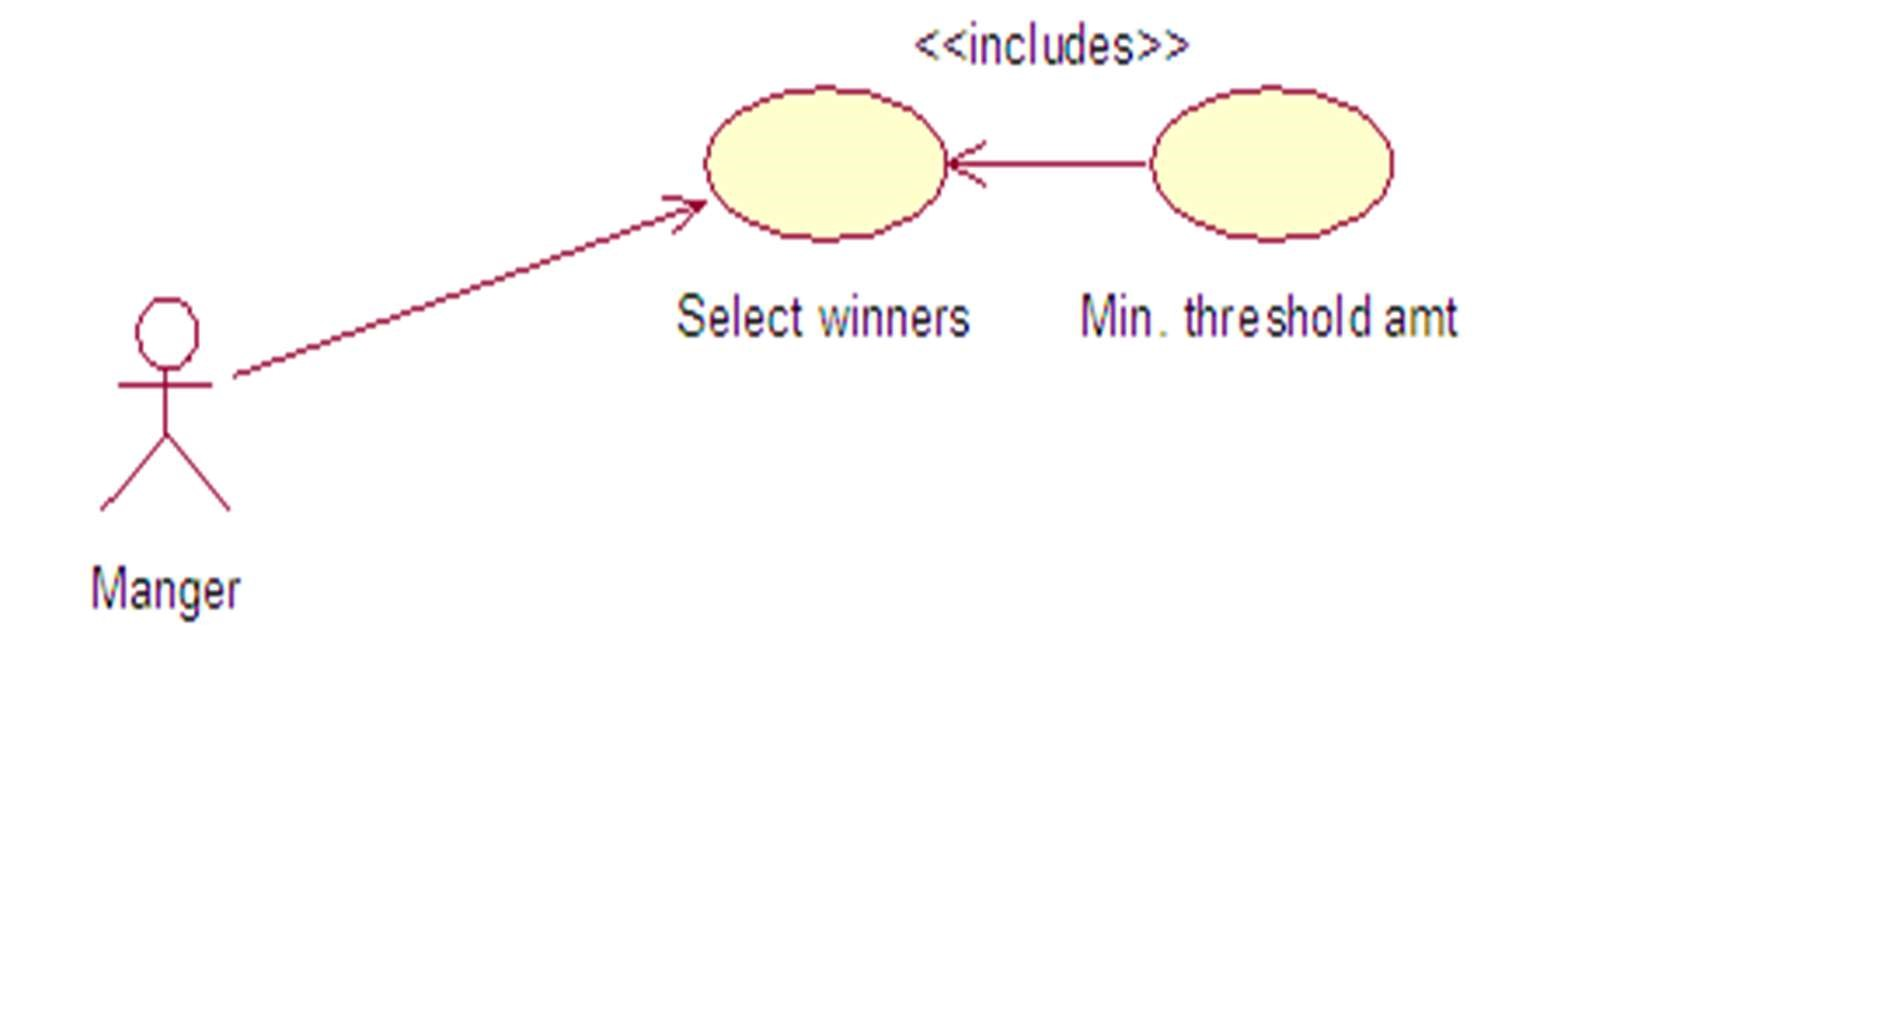 <<includes>>
Select winners
Min. threshold amt
Manger